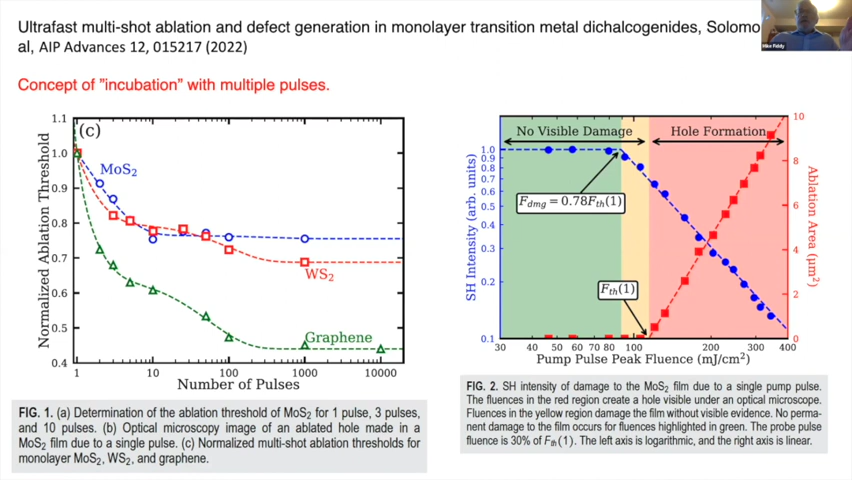 Ultrafast multi-shot ablation and defect generation in monolayer transition metal dichalcogenides, Solomo
al, AIP Advances 12, 015217 (2022)
Concept of "incubation" with multiple pulses.
Mike Fiddy
(c)
Normalized Ablation Threshold
1.1
1.0
0.9
0.8
0.7
0.6
0.5
0.4
MoS2
WS2
Graphene
1
10
100
1000
10000
Number of Pulses
FIG. 1. (a) Determination of the ablation threshold of MoS2 for 1 pulse, 3 pulses,
and 10 pulses. (b) Optical microscopy image of an ablated hole made in a
MoS2 film due to a single pulse. (c) Normalized multi-shot ablation thresholds for
monolayer MoS2, WS2, and graphene.
No Visible Damage
Hole Formation
SH Intensity (arb. units)
1.0
0.9
0.8
0.7
0.6
0.5
0.4
0.3
0.2
0.1
Fdmg = 0.78Fth(1)
Fth(1)
Ablation Area (μm2)
10
8
6
4
2
0
30
40
50
60
70
80
100
200
300
400
Pump Pulse Peak Fluence (mJ/cm2)
FIG. 2. SH intensity of damage to the MoS2 film due to a single pump pulse.
The fluences in the red region create a hole visible under an optical microscope.
Fluences in the yellow region damage the film without visible evidence. No perma-
nent damage to the film occurs for fluences highlighted in green. The probe pulse
fluence is 30% of Fth(1). The left axis is logarithmic, and the right axis is linear.